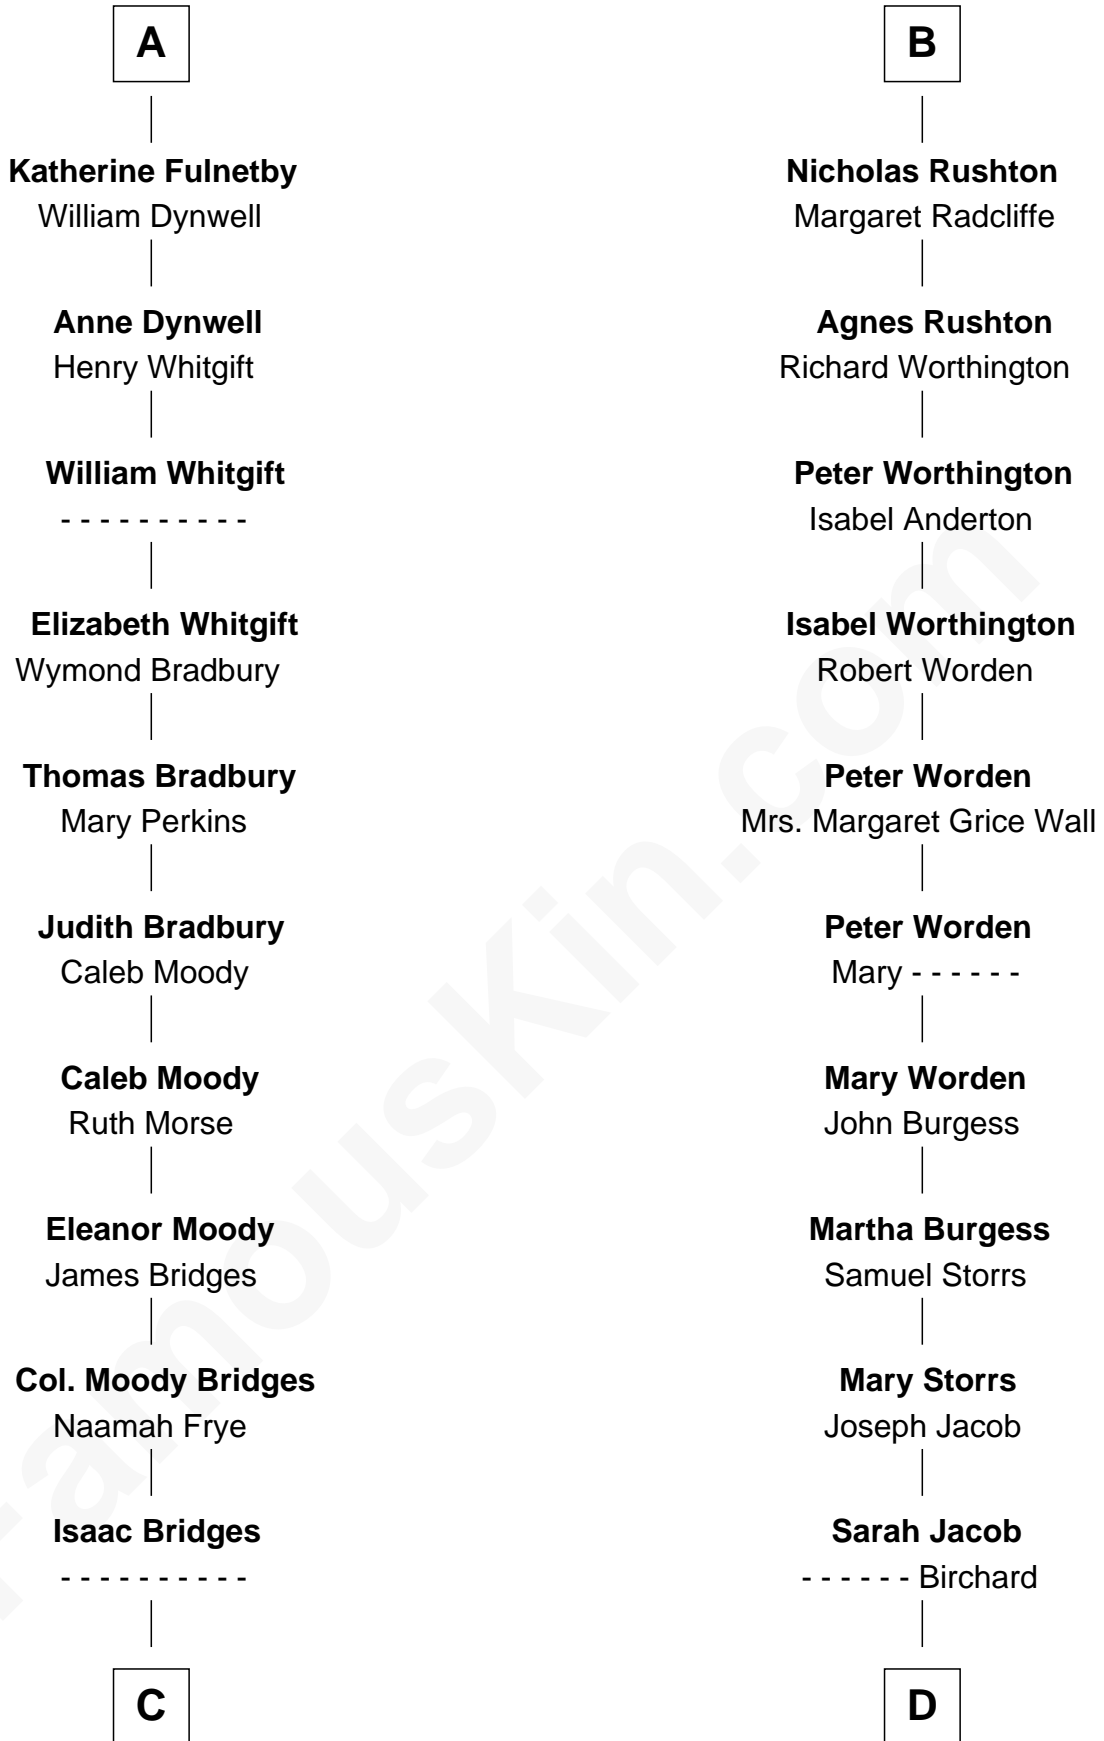 A
Katherine Fulnetby
William Dynwell
Anne Dynwell
Henry Whitgift
William Whitgift
- - - - - - - - - -
Elizabeth Whitgift
Wymond Bradbury
Thomas Bradbury
Mary Perkins
Judith Bradbury
Caleb Moody
Caleb Moody
Ruth Morse
Eleanor Moody
James Bridges
Col. Moody Bridges
Naamah Frye
Isaac Bridges
- - - - - - - - - -
C
B
Nicholas Rushton
Margaret Radcliffe
Agnes Rushton
Richard Worthington
Peter Worthington
Isabel Anderton
Isabel Worthington
Robert Worden
Peter Worden
Mrs. Margaret Grice Wall
Peter Worden
Mary - - - - - -
Mary Worden
John Burgess
Martha Burgess
Samuel Storrs
Mary Storrs
Joseph Jacob
Sarah Jacob
- - - - - - Birchard
D
FamousKin.com